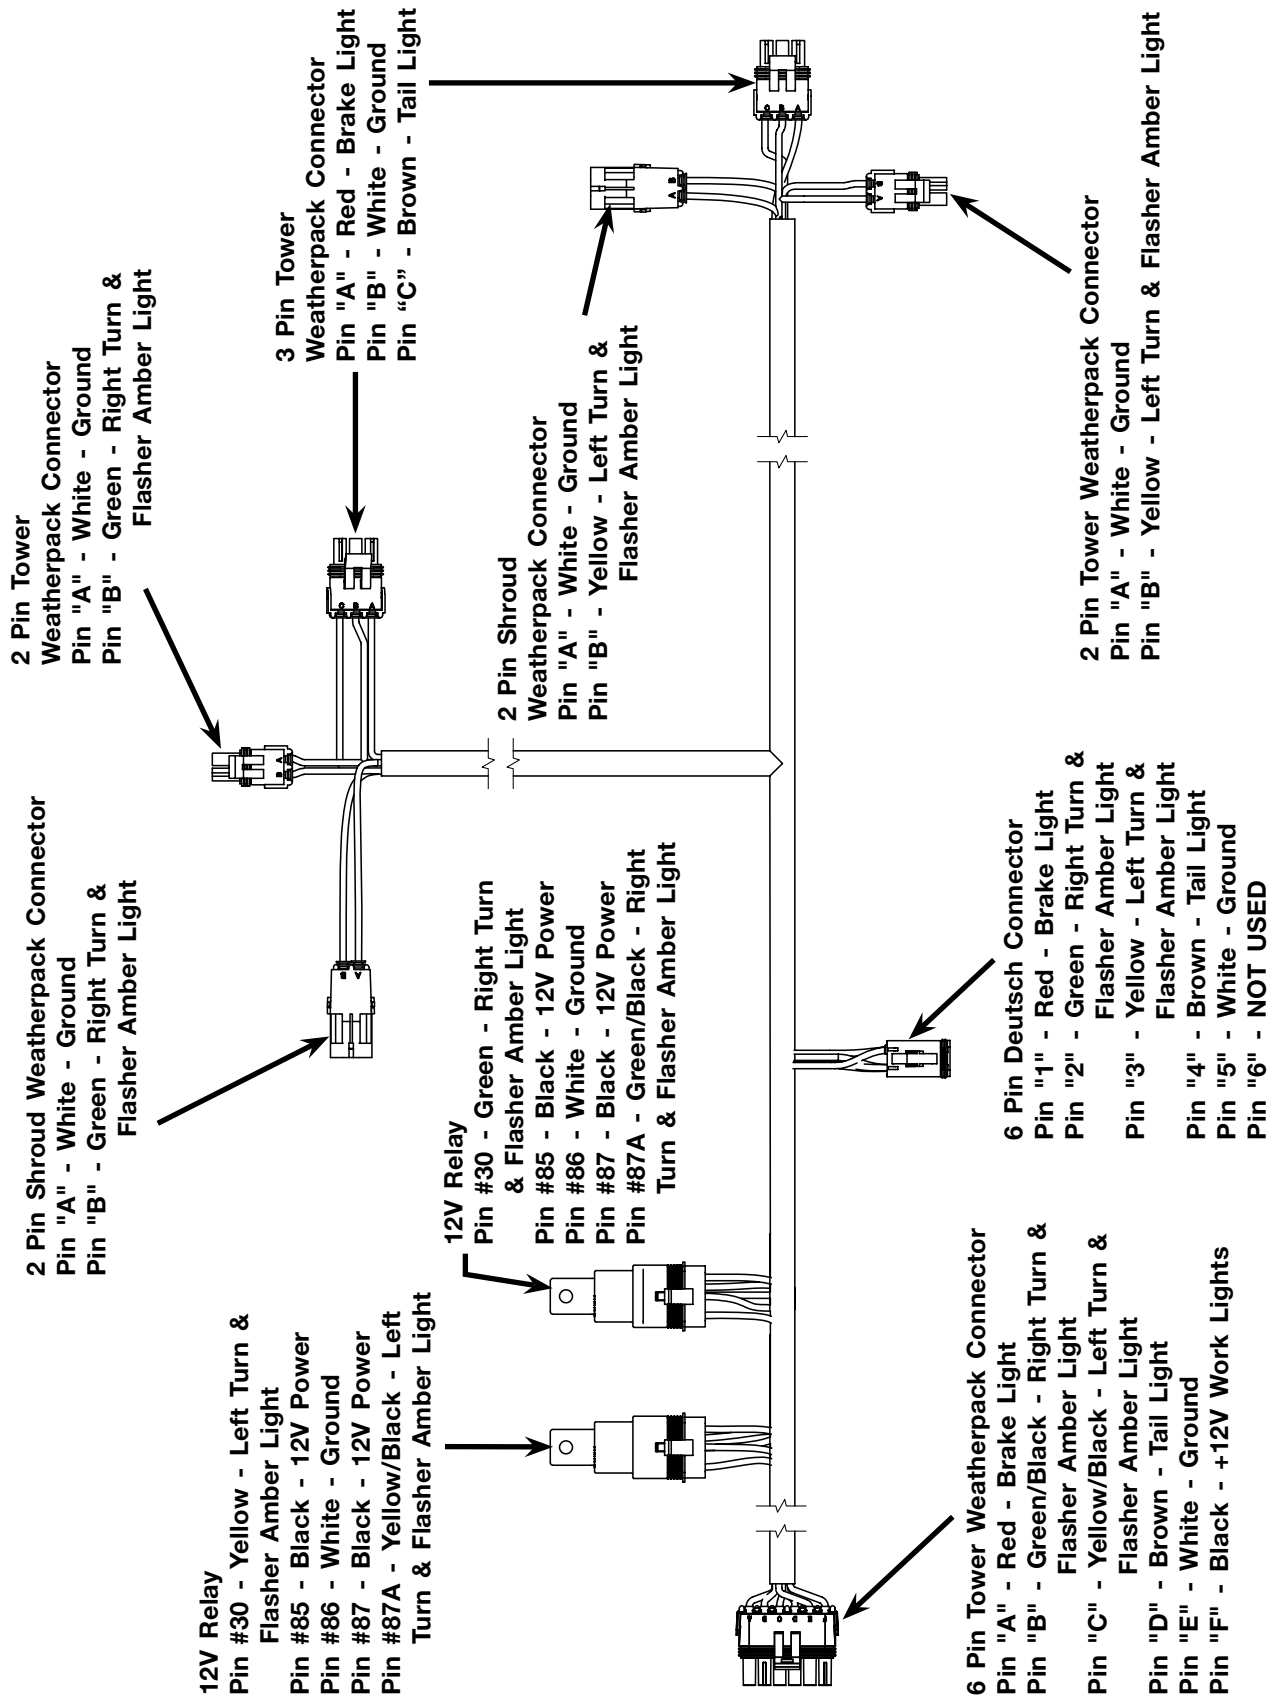 2 Pin Shroud Weatherpack Connector
Pin "A" - White - Ground
Pin "B" - Green - Right Turn &
Flasher Amber Light
2 Pin Tower
Weatherpack Connector
Pin "A" - White - Ground
Pin "B" - Green - Right Turn &
Flasher Amber Light
3 Pin Tower
Weatherpack Connector
Pin "A" - Red - Brake Light
Pin "B" - White - Ground
Pin “C” - Brown - Tail Light
12V Relay
Pin #30 - Yellow - Left Turn &
Flasher Amber Light
Pin #85 - Black - 12V Power
Pin #86 - White - Ground
Pin #87 - Black - 12V Power
Pin #87A - Yellow/Black - Left
Turn & Flasher Amber Light
12V Relay
Pin #30 - Green - Right Turn
& Flasher Amber Light
Pin #85 - Black - 12V Power
Pin #86 - White - Ground
Pin #87 - Black - 12V Power
Pin #87A - Green/Black - Right
Turn & Flasher Amber Light
2 Pin Shroud
Weatherpack Connector
Pin "A" - White - Ground
Pin "B" - Yellow - Left Turn &
Flasher Amber Light
6 Pin Tower Weatherpack Connector
Pin "A" - Red - Brake Light
Pin "B" - Green/Black - Right Turn &
Flasher Amber Light
Pin "C" - Yellow/Black - Left Turn &
Flasher Amber Light
Pin "D" - Brown - Tail Light
Pin "E" - White - Ground
Pin "F" - Black - +12V Work Lights
6 Pin Deutsch Connector
Pin "1" - Red - Brake Light
Pin "2" - Green - Right Turn &
Flasher Amber Light
Pin "3" - Yellow - Left Turn &
Flasher Amber Light
Pin "4" - Brown - Tail Light
Pin "5" - White - Ground
Pin "6" - NOT USED
2 Pin Tower Weatherpack Connector
Pin "A" - White - Ground
Pin "B" - Yellow - Left Turn & Flasher Amber Light
B A
C B A
B A
A B
C B A
A B